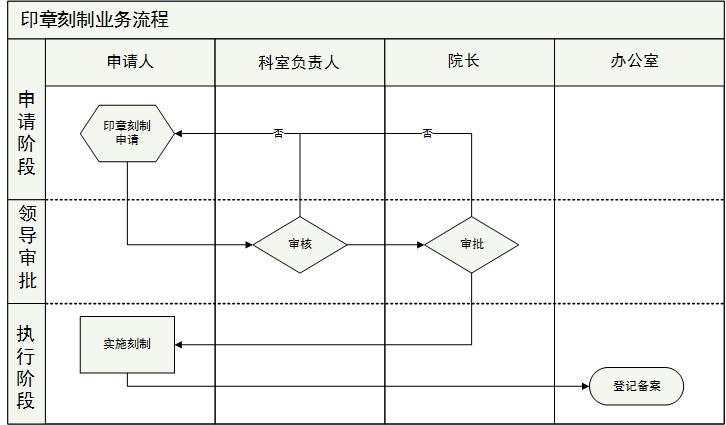 印章刻制业务流程
申请人
科室负责人
院长
办公室
申请阶段
印章刻制
申请
否
否
领导审批
审核
审批
执行阶段
实施刻制
登记备案